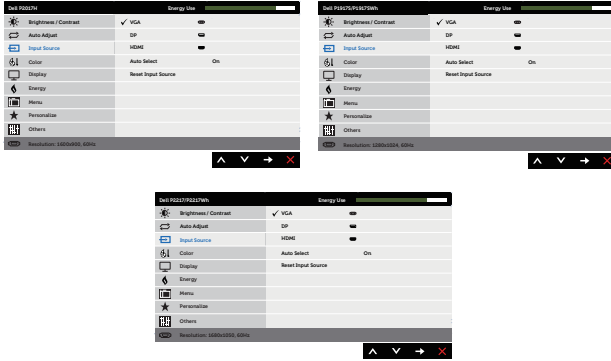 Dell P2017H Energy Use
Brightness / Contrast ✓ VGA
Auto Adjust DP
Input Source HDMI
Color Auto Select On
Display Reset Input Source
Energy
Menu
Personalize
Others
Resolution: 1600x900, 60Hz
Dell P1917S/P1917SWh Energy Use
Brightness / Contrast ✓ VGA
Auto Adjust DP
Input Source HDMI
Color Auto Select On
Display Reset Input Source
Energy
Menu
Personalize
Others
Resolution: 1280x1024, 60Hz
Dell P2217/P2217Wh Energy Use
Brightness / Contrast ✓ VGA
Auto Adjust DP
Input Source HDMI
Color Auto Select On
Display Reset Input Source
Energy
Menu
Personalize
Others
Resolution: 1680x1050, 60Hz